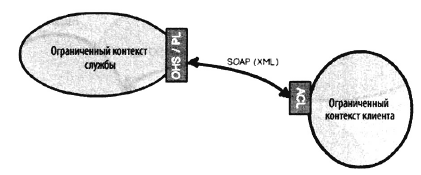 Ограниченный контекст
службы
OHS / PL
SOAP (XML)
ACL
Ограниченный
контекст клиента